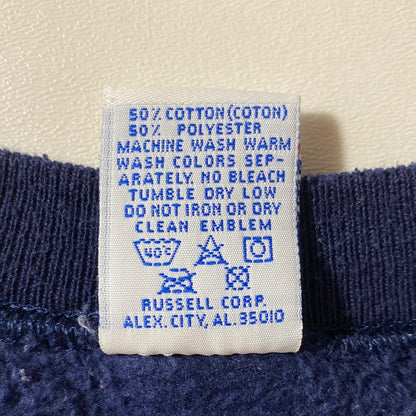 50% COTTON(COTON)
50% POLYESTER
MACHINE WASH WARM
WASH COLORS SEP-
ARATELY. NO BLEACH
TUMBLE DRY LOW
DO NOT IRON OR DRY
CLEAN EMBLEM
40°C
RUSSELL CORP.
ALEX. CITY, AL. 35010